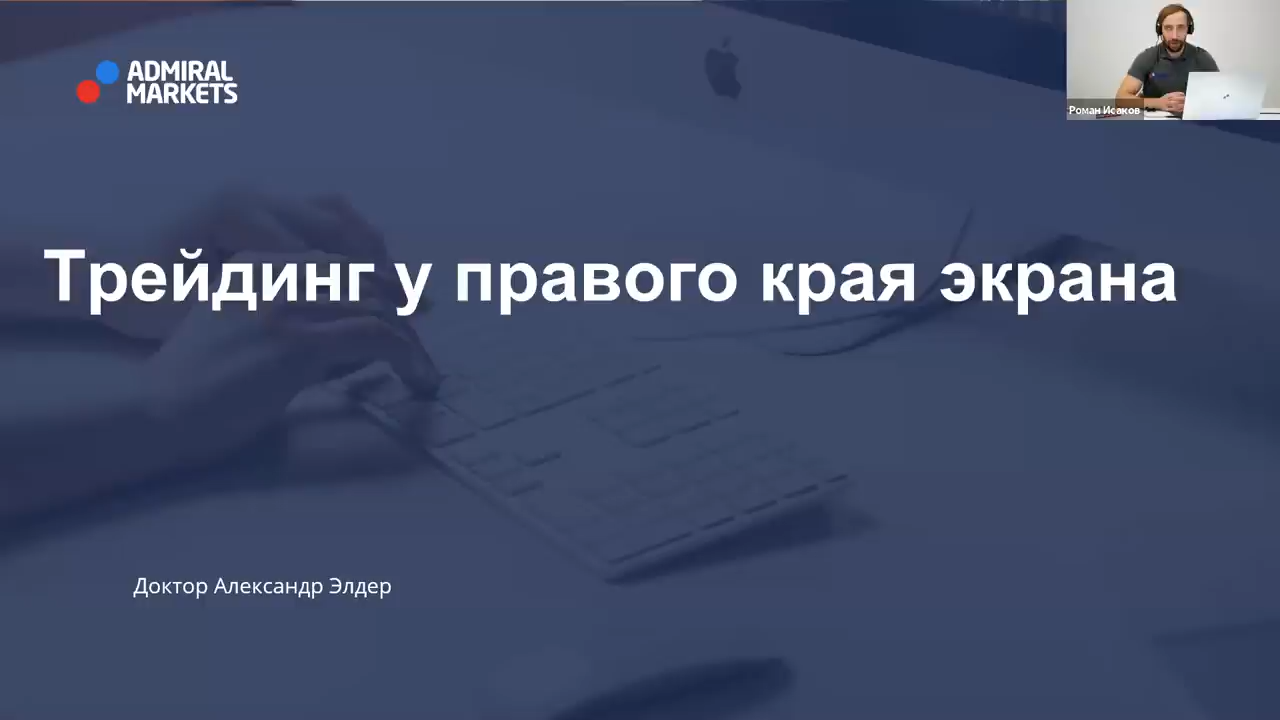 ADMIRAL
MARKETS
Роман Исаков
Трейдинг у правого края экрана
Доктор Александр Элдер